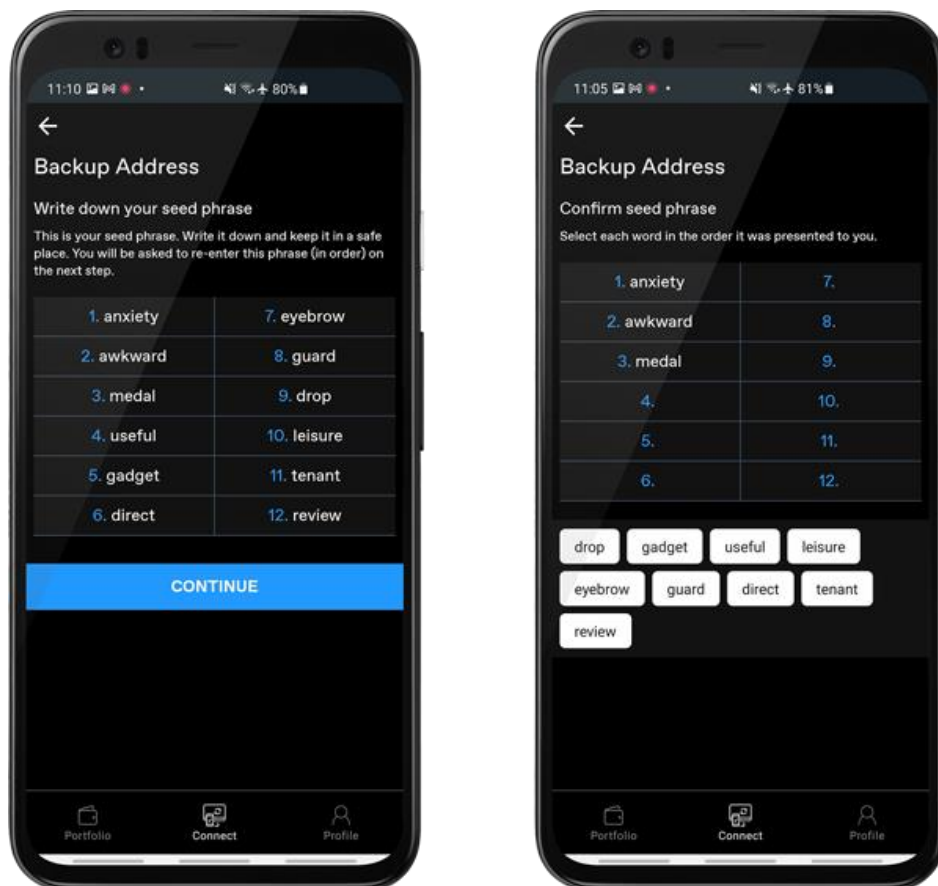 11:10 80%
Backup Address
Write down your seed phrase
This is your seed phrase. Write it down and keep it in a safe
place. You will be asked to re-enter this phrase (in order) on
the next step.
1. anxiety 7. eyebrow
2. awkward 8. guard
3. medal 9. drop
4. useful 10. leisure
5. gadget 11. tenant
6. direct 12. review
CONTINUE
Portfolio Connect Profile
11:05 81%
Backup Address
Confirm seed phrase
Select each word in the order it was presented to you.
1. anxiety 7.
2. awkward 8.
3. medal 9.
4. 10.
5. 11.
6. 12.
drop gadget useful leisure
eyebrow guard direct tenant
review
Portfolio Connect Profile